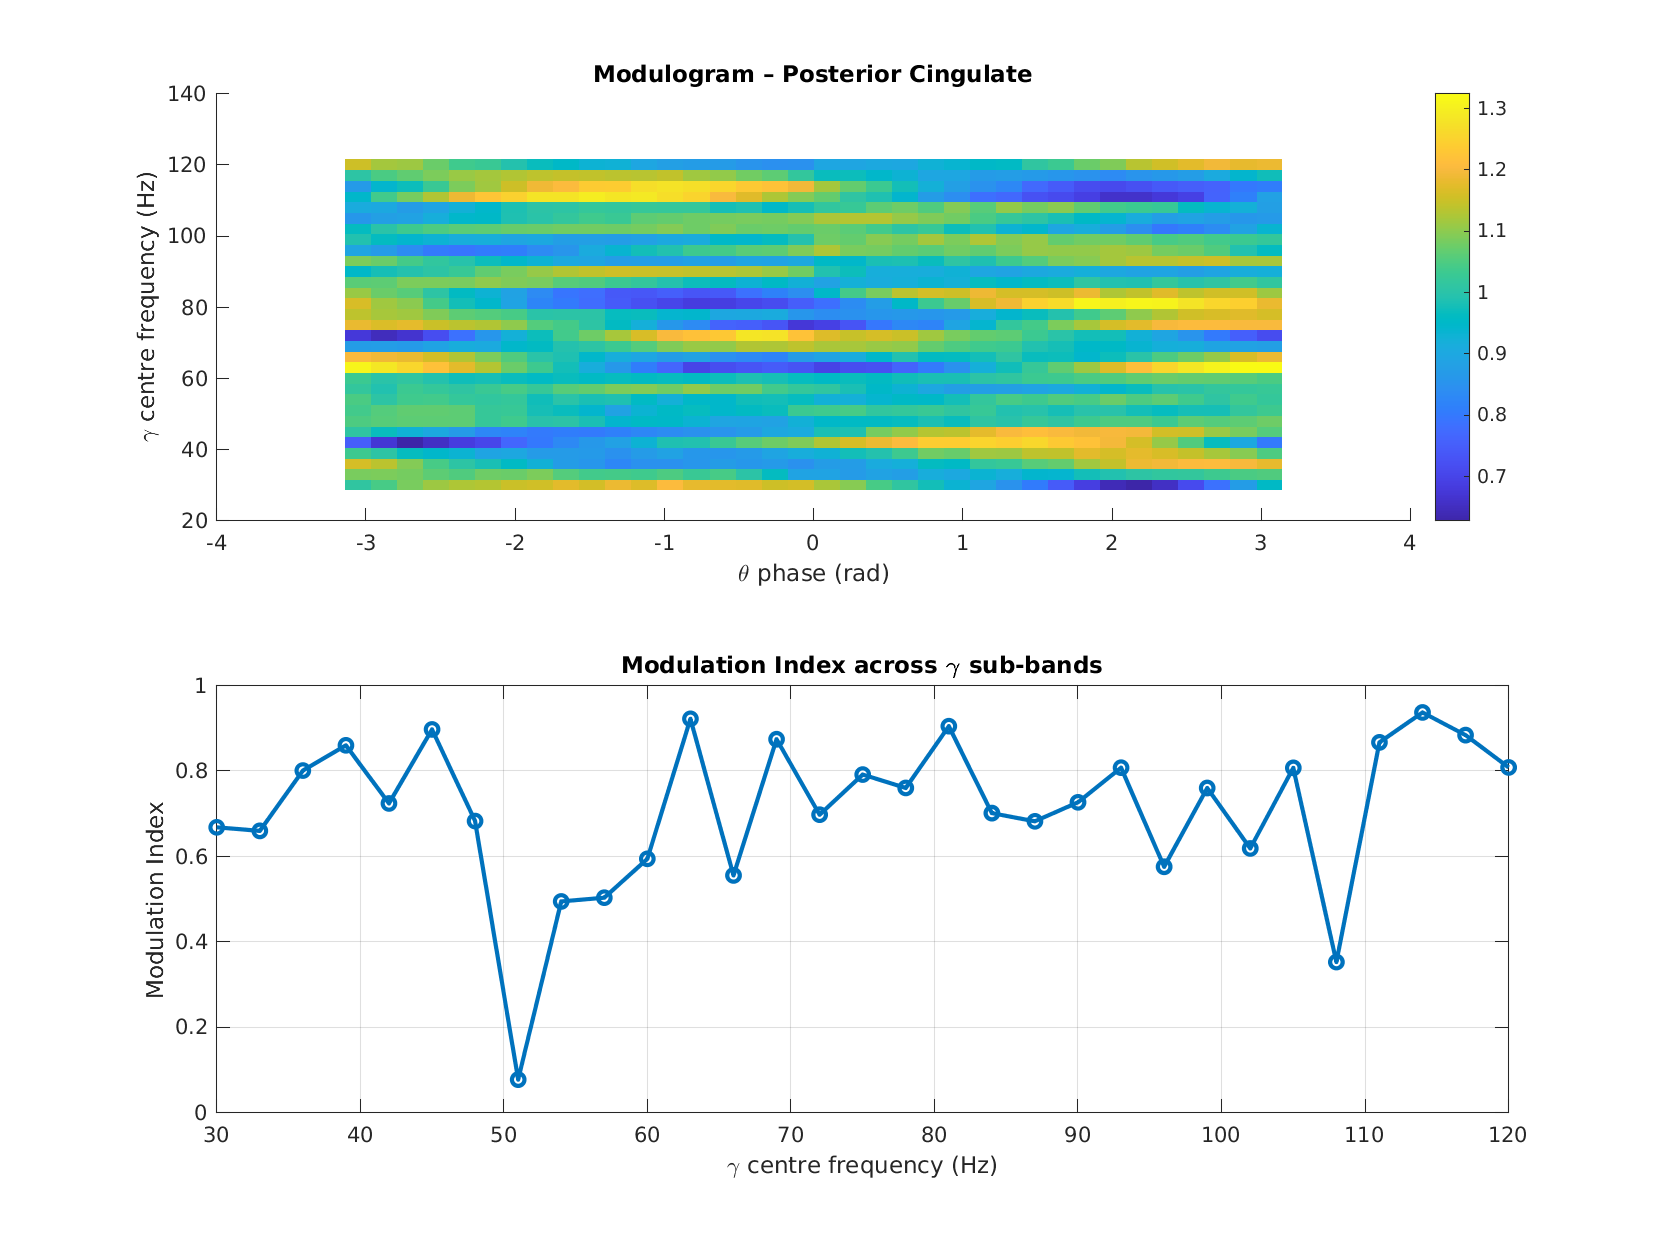 Modulogram – Posterior Cingulate
140
120
100
80
60
40
20
γ centre frequency (Hz)
-4 -3 -2 -1 0 1 2 3 4
θ phase (rad)
1.3
1.2
1.1
1
0.9
0.8
0.7
Modulation Index across γ sub-bands
1
0.8
0.6
0.4
0.2
0
Modulation Index
30 40 50 60 70 80 90 100 110 120
γ centre frequency (Hz)